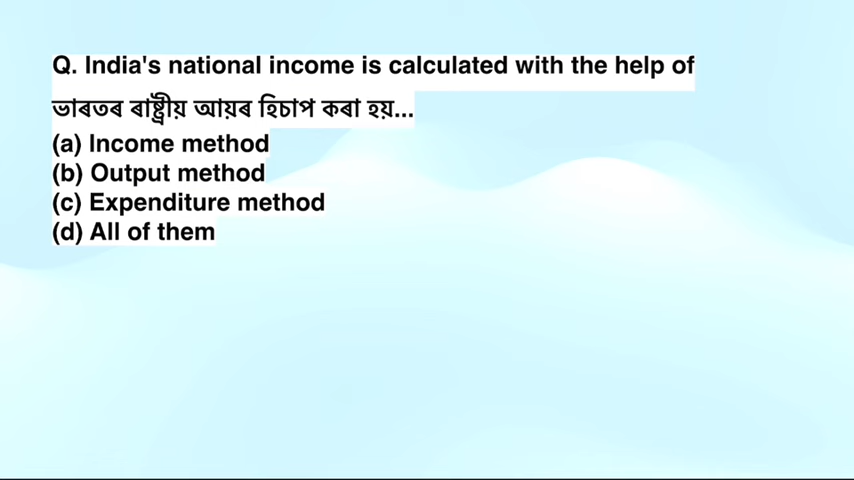 Q. India's national income is calculated with the help of
ভাৰতৰ ৰাষ্ট্ৰীয় আয়ৰ হিচাপ কৰা হয়...
(a) Income method
(b) Output method
(c) Expenditure method
(d) All of them